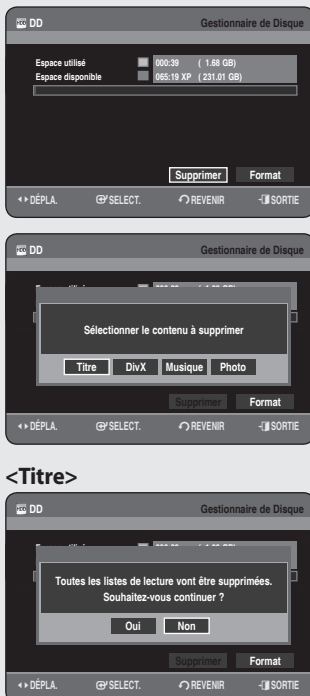 DD Gestionnaire de Disque
Espace utilisé 000:39 ( 1.68 GB)
Espace disponible 065:19 XP ( 231.01 GB)
Supprimer Format
DÉPLA. SELECT. REVENIR SORTIE
DD Gestionnaire de Disque
Sélectionner le contenu à supprimer
Titre DivX Musique Photo
Supprimer Format
DÉPLA. SELECT. REVENIR SORTIE
<Titre>
DD Gestionnaire de Disque
Toutes les listes de lecture vont être supprimées.
Souhaitez-vous continuer ?
Oui Non
Supprimer Format
DÉPLA. SELECT. REVENIR SORTIE